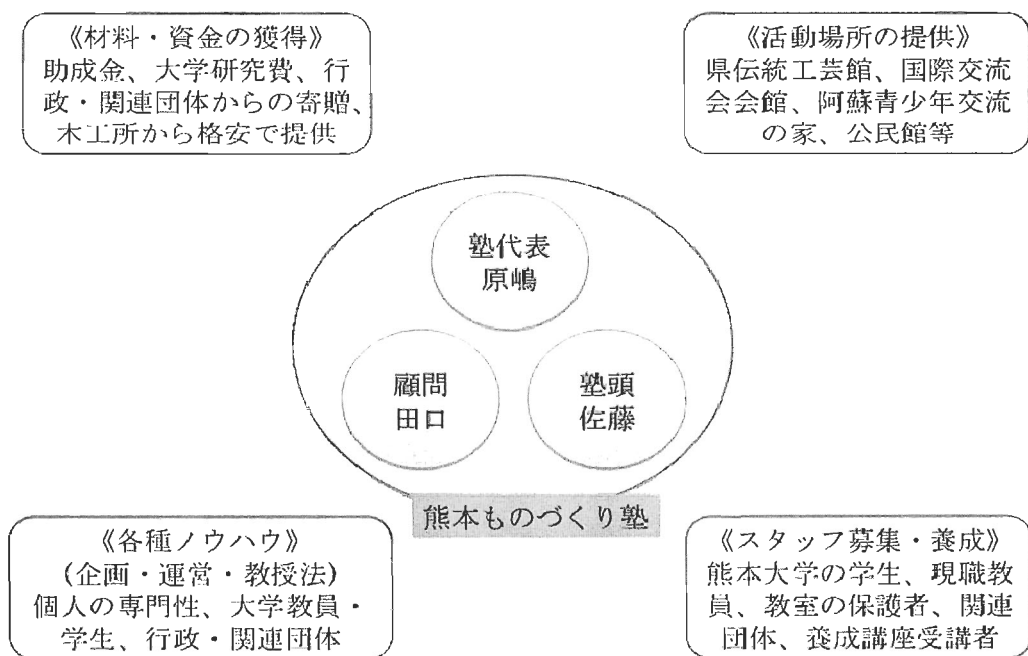 《材料・資金の獲得》
助成金、大学研究費、行
政・関連団体からの寄贈、
木工所から格安で提供
《活動場所の提供》
県伝統工芸館、国際交流
会会館、阿蘇青少年交流
の家、公民館等
塾代表
原嶋
顧問
田口
塾頭
佐藤
熊本ものづくり塾
《各種ノウハウ》
(企画・運営・教授法)
個人の専門性、大学教員・
学生、行政・関連団体
《スタッフ募集・養成》
熊本大学の学生、現職教
員、教室の保護者、関連
団体、養成講座受講者